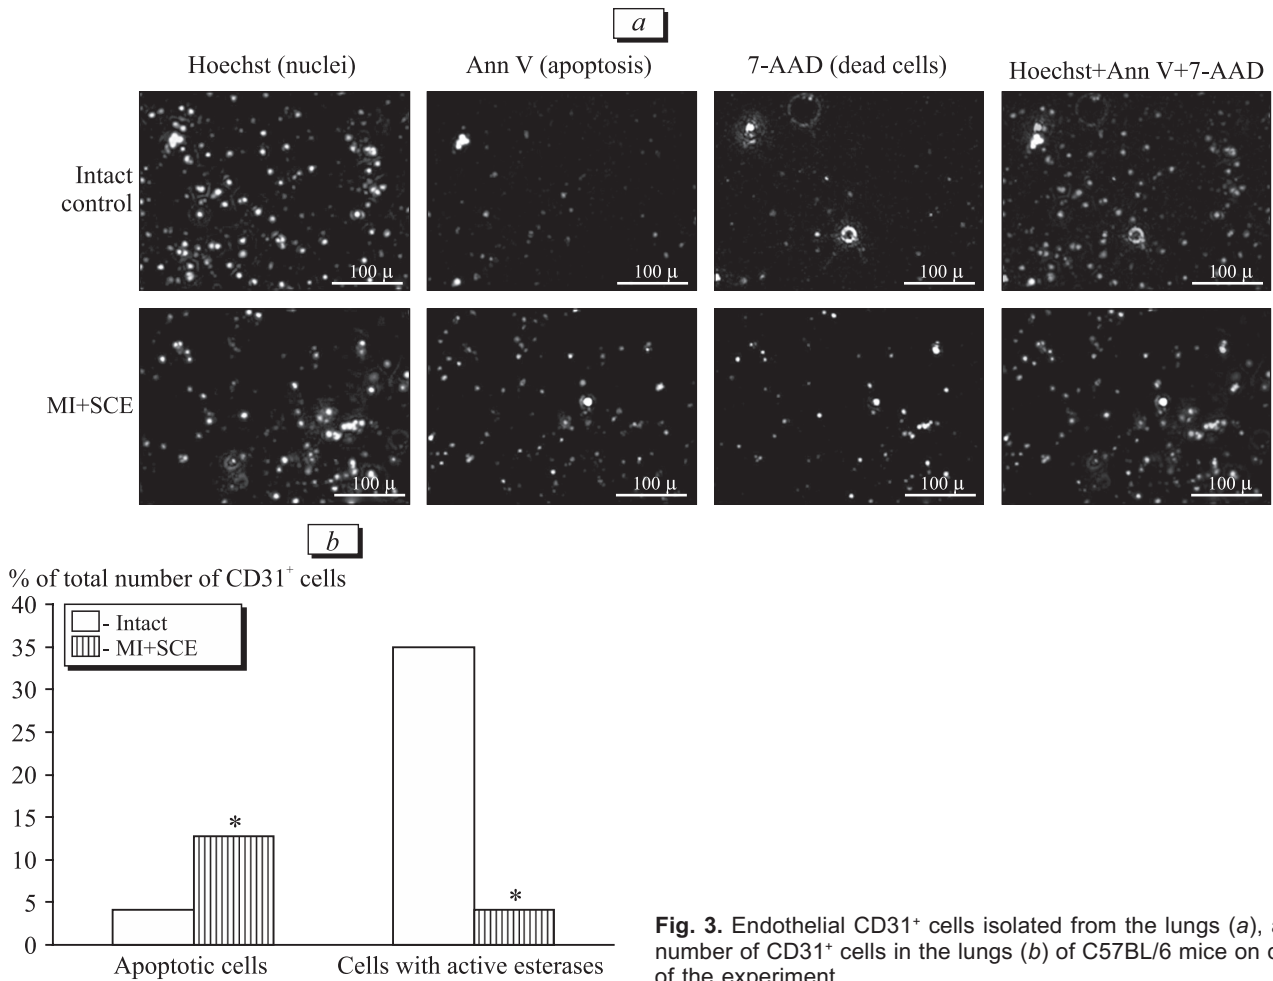 a
Hoechst (nuclei) Ann V (apoptosis) 7-AAD (dead cells) Hoechst+Ann V+7-AAD
Intact
control
100 μ 100 μ 100 μ 100 μ
MI+SCE
100 μ 100 μ 100 μ 100 μ
b
% of total number of CD31⁺ cells
40
- Intact
- MI+SCE
35
30
25
20
15
10
5
0
*
*
Apoptotic cells Cells with active esterases
Fig. 3. Endothelial CD31⁺ cells isolated from the lungs (a),
number of CD31⁺ cells in the lungs (b) of C57BL/6 mice on
of the experiment